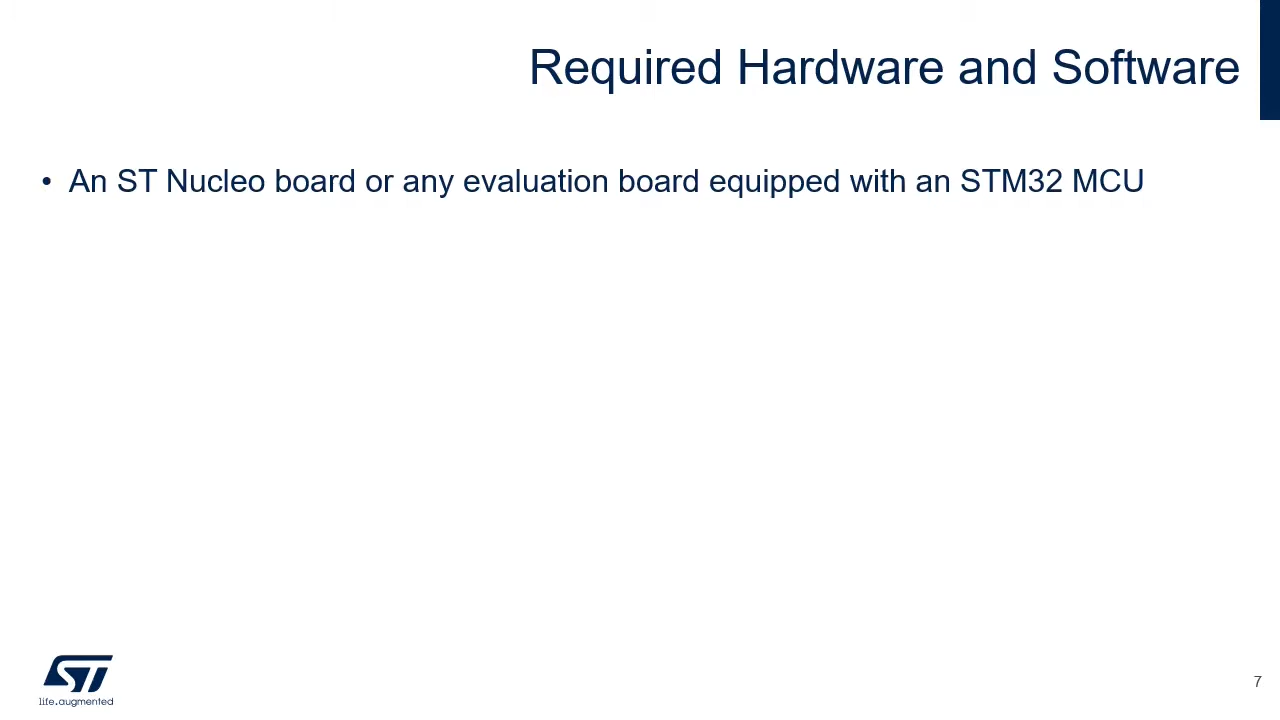 Required Hardware and Software
• An ST Nucleo board or any evaluation board equipped with an STM32 MCU
ST
life.augmented
7